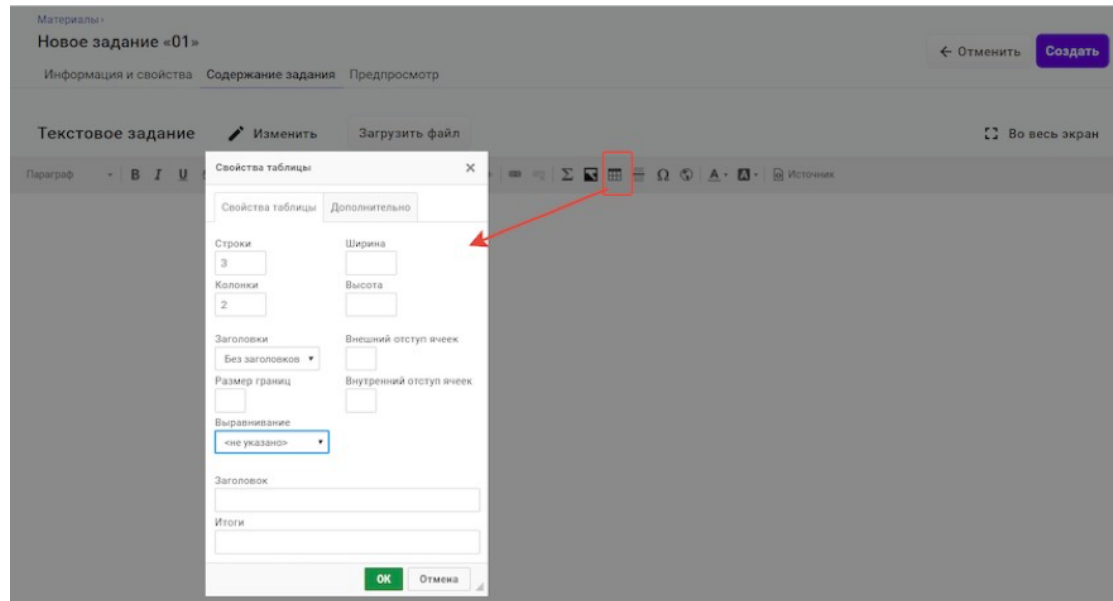 Материалы›
Новое задание «01»
← Отменить
Создать
Информация и свойства Содержание задания Предпросмотр
Текстовое задание Изменить Загрузить файл Во весь экран
Параграф B I U Σ Ω A A Источник
Свойства таблицы ×
Свойства таблицы Дополнительно
Строки Ширина
3
Колонки Высота
2
Заголовки Внешний отступ ячеек
Без заголовков
Размер границ Внутренний отступ ячеек
Выравнивание
<не указано>
Заголовок
Итоги
ОК Отмена